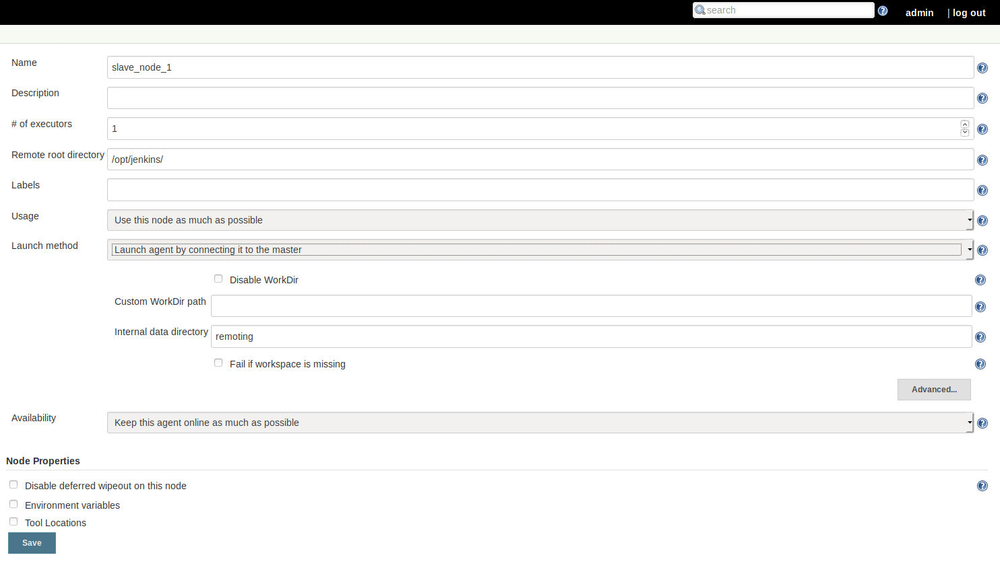 search
admin | log out
Name slave_node_1
Description
# of executors 1
Remote root directory /opt/jenkins/
Labels
Usage Use this node as much as possible
Launch method Launch agent by connecting it to the master
Disable WorkDir
Custom WorkDir path
Internal data directory remoting
Fail if workspace is missing
Advanced...
Availability Keep this agent online as much as possible
Node Properties
Disable deferred wipeout on this node
Environment variables
Tool Locations
Save